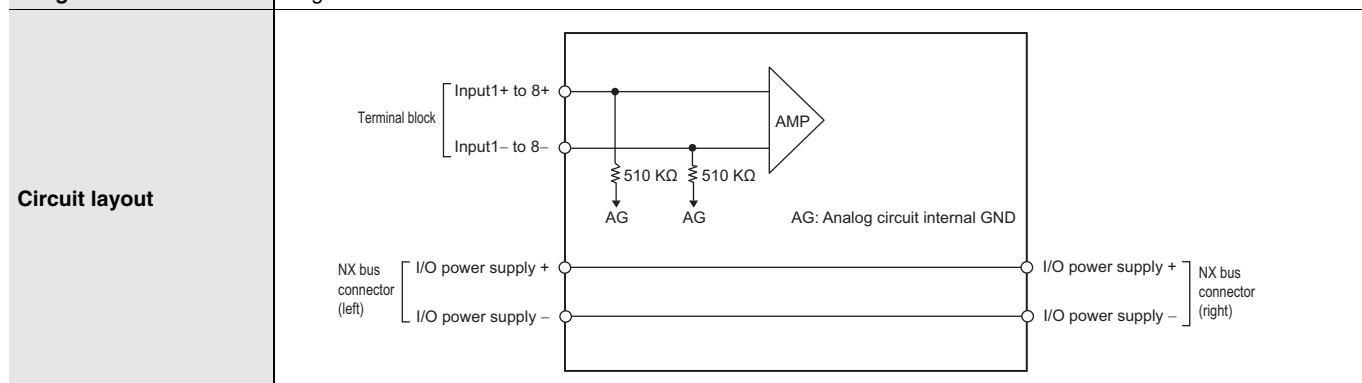 Circuit layout
Terminal block
Input1+ to 8+
Input1– to 8–
AMP
510 KΩ
510 KΩ
AG
AG
AG: Analog circuit internal GND
NX bus
connector
(left)
I/O power supply +
I/O power supply –
I/O power supply +
I/O power supply –
NX bus
connector
(right)